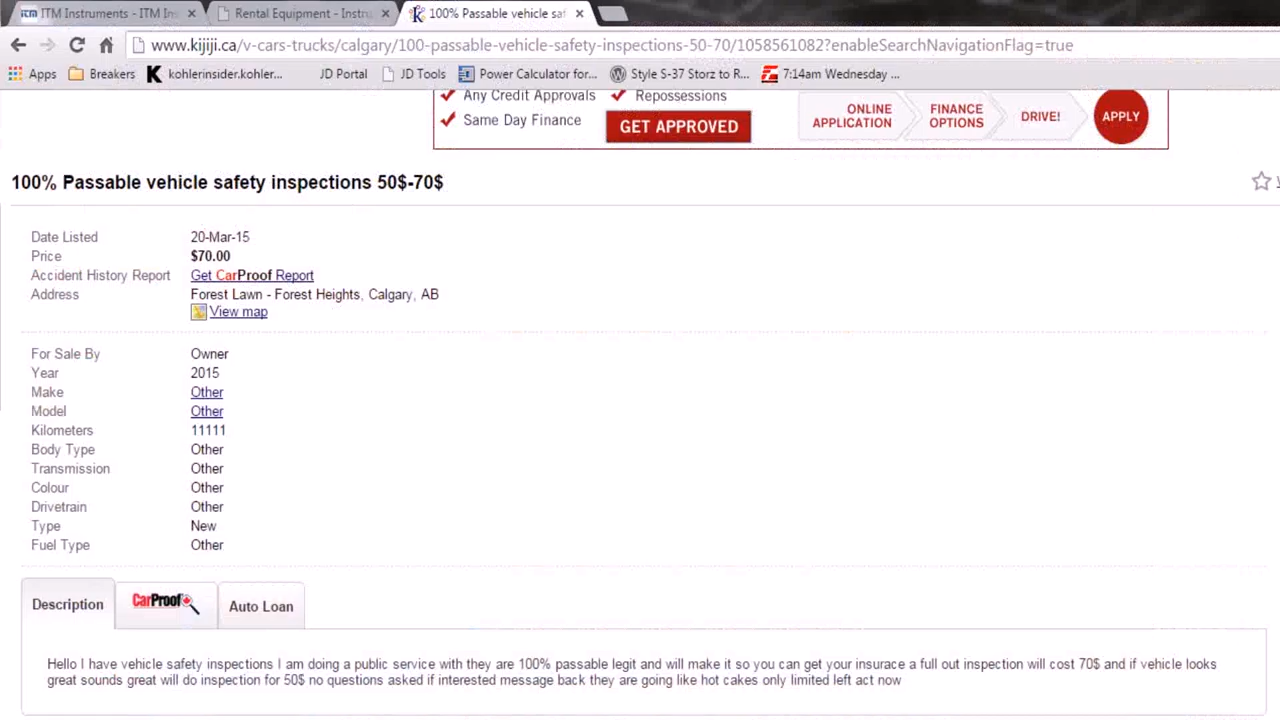 ITM Instruments - ITM Ins
Rental Equipment - Instru
100% Passable vehicle saf
www.kijiji.ca/v-cars-trucks/calgary/100-passable-vehicle-safety-inspections-50-70/1058561082?enableSearchNavigationFlag=true
Apps Breakers kohlerinsider.kohler... JD Portal JD Tools Power Calculator for... Style S-37 Storz to R... 7:14am Wednesday ...
Any Credit Approvals Repossessions
Same Day Finance GET APPROVED
ONLINE APPLICATION FINANCE OPTIONS DRIVE! APPLY
100% Passable vehicle safety inspections 50$-70$
Date Listed 20-Mar-15
Price $70.00
Accident History Report Get CarProof Report
Address Forest Lawn - Forest Heights, Calgary, AB
View map
For Sale By Owner
Year 2015
Make Other
Model Other
Kilometers 11111
Body Type Other
Transmission Other
Colour Other
Drivetrain Other
Type New
Fuel Type Other
Description CarProof Auto Loan
Hello I have vehicle safety inspections I am doing a public service with they are 100% passable legit and will make it so you can get your insurace a full out inspection will cost 70$ and if vehicle looks
great sounds great will do inspection for 50$ no questions asked if interested message back they are going like hot cakes only limited left act now